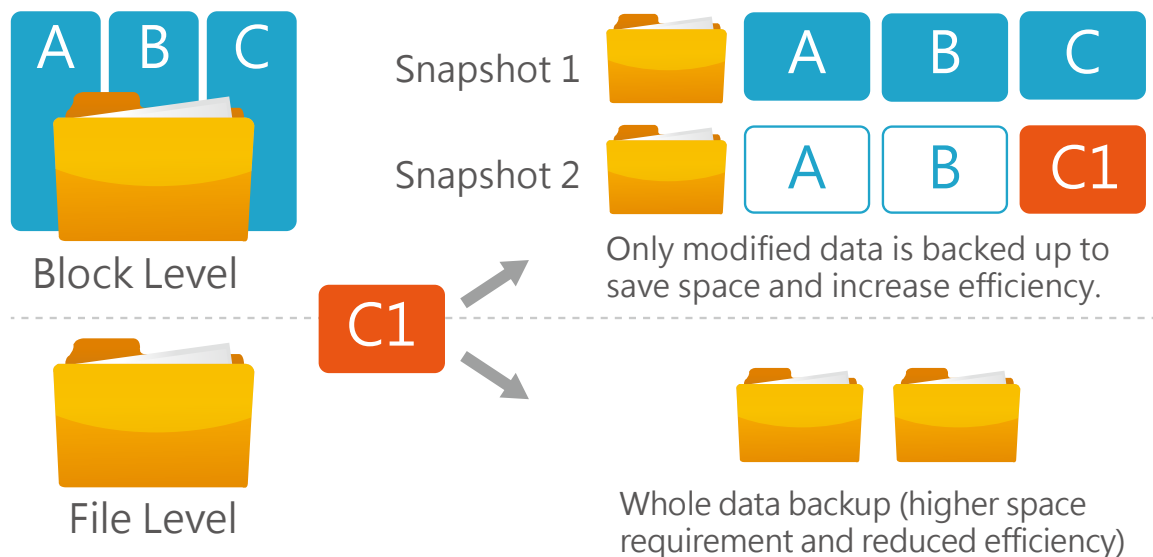 A B C
Block Level
Snapshot 1 A B C
Snapshot 2 A B C1
Only modified data is backed up to
save space and increase efficiency.
C1
File Level
Whole data backup (higher space
requirement and reduced efficiency)